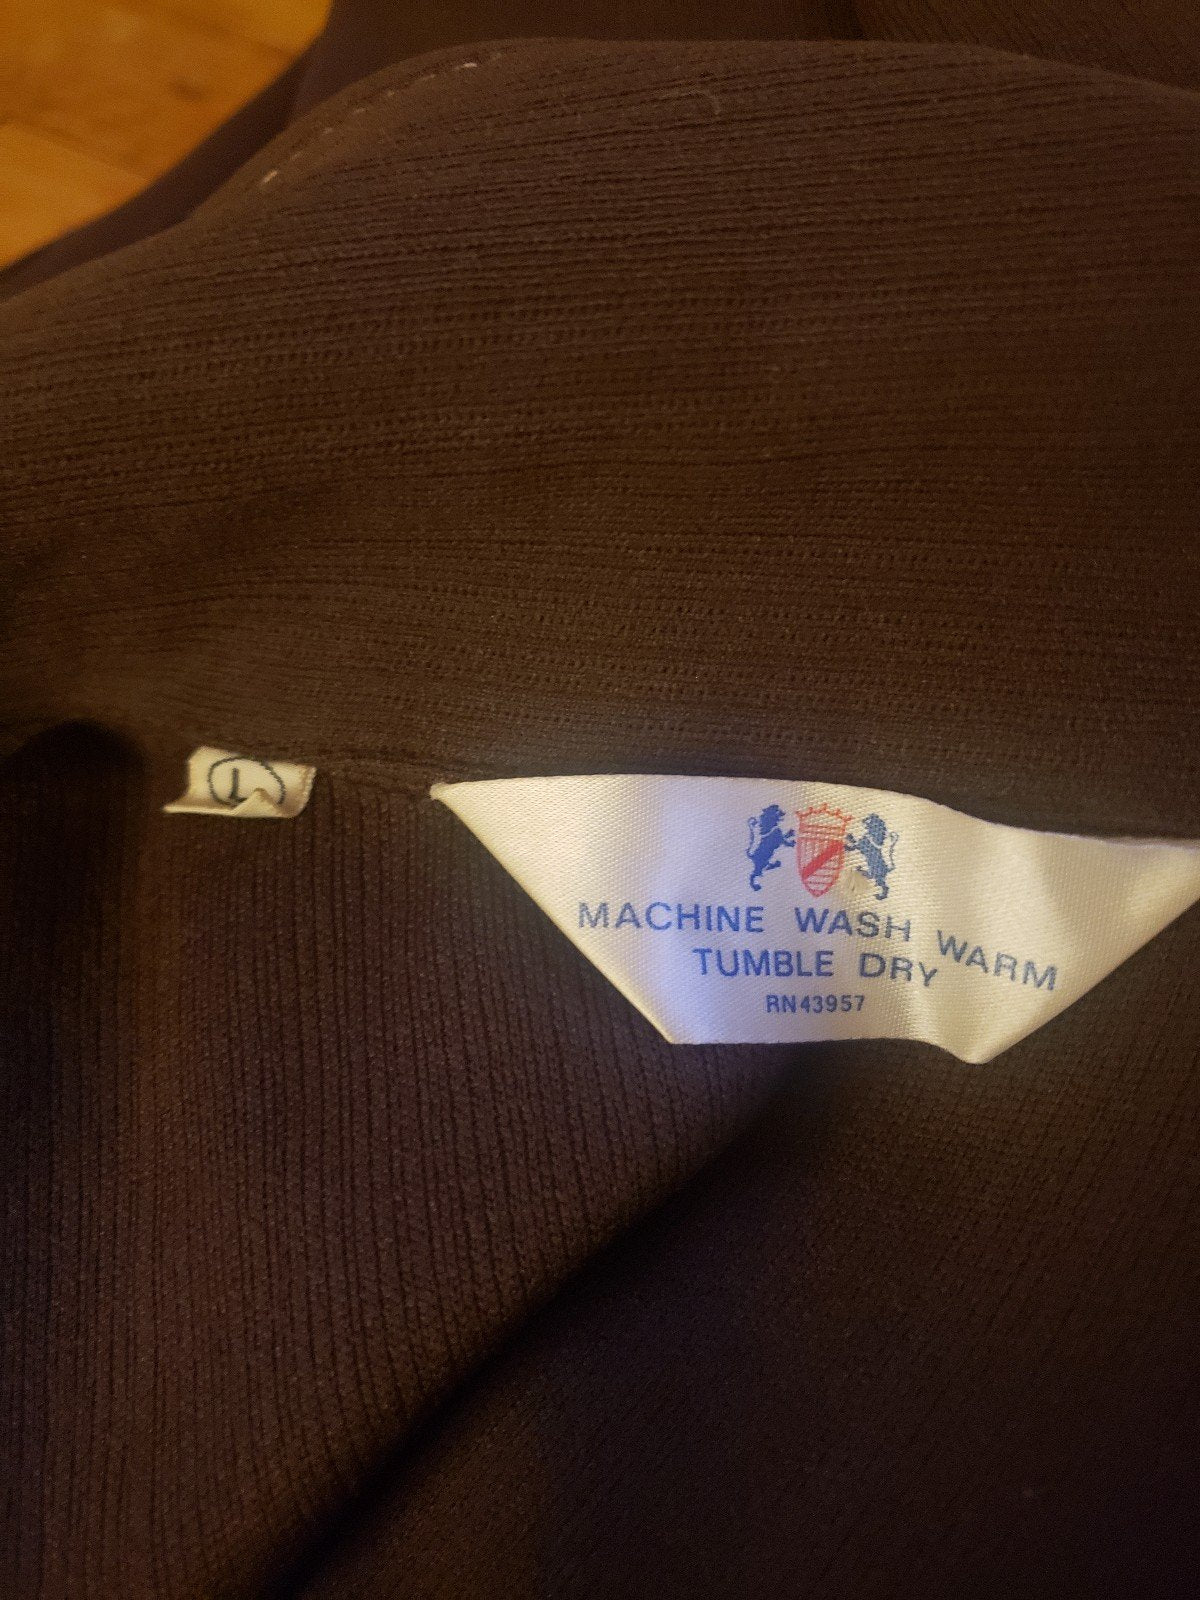 L
MACHINE WASH WARM
TUMBLE DRY
RN43957